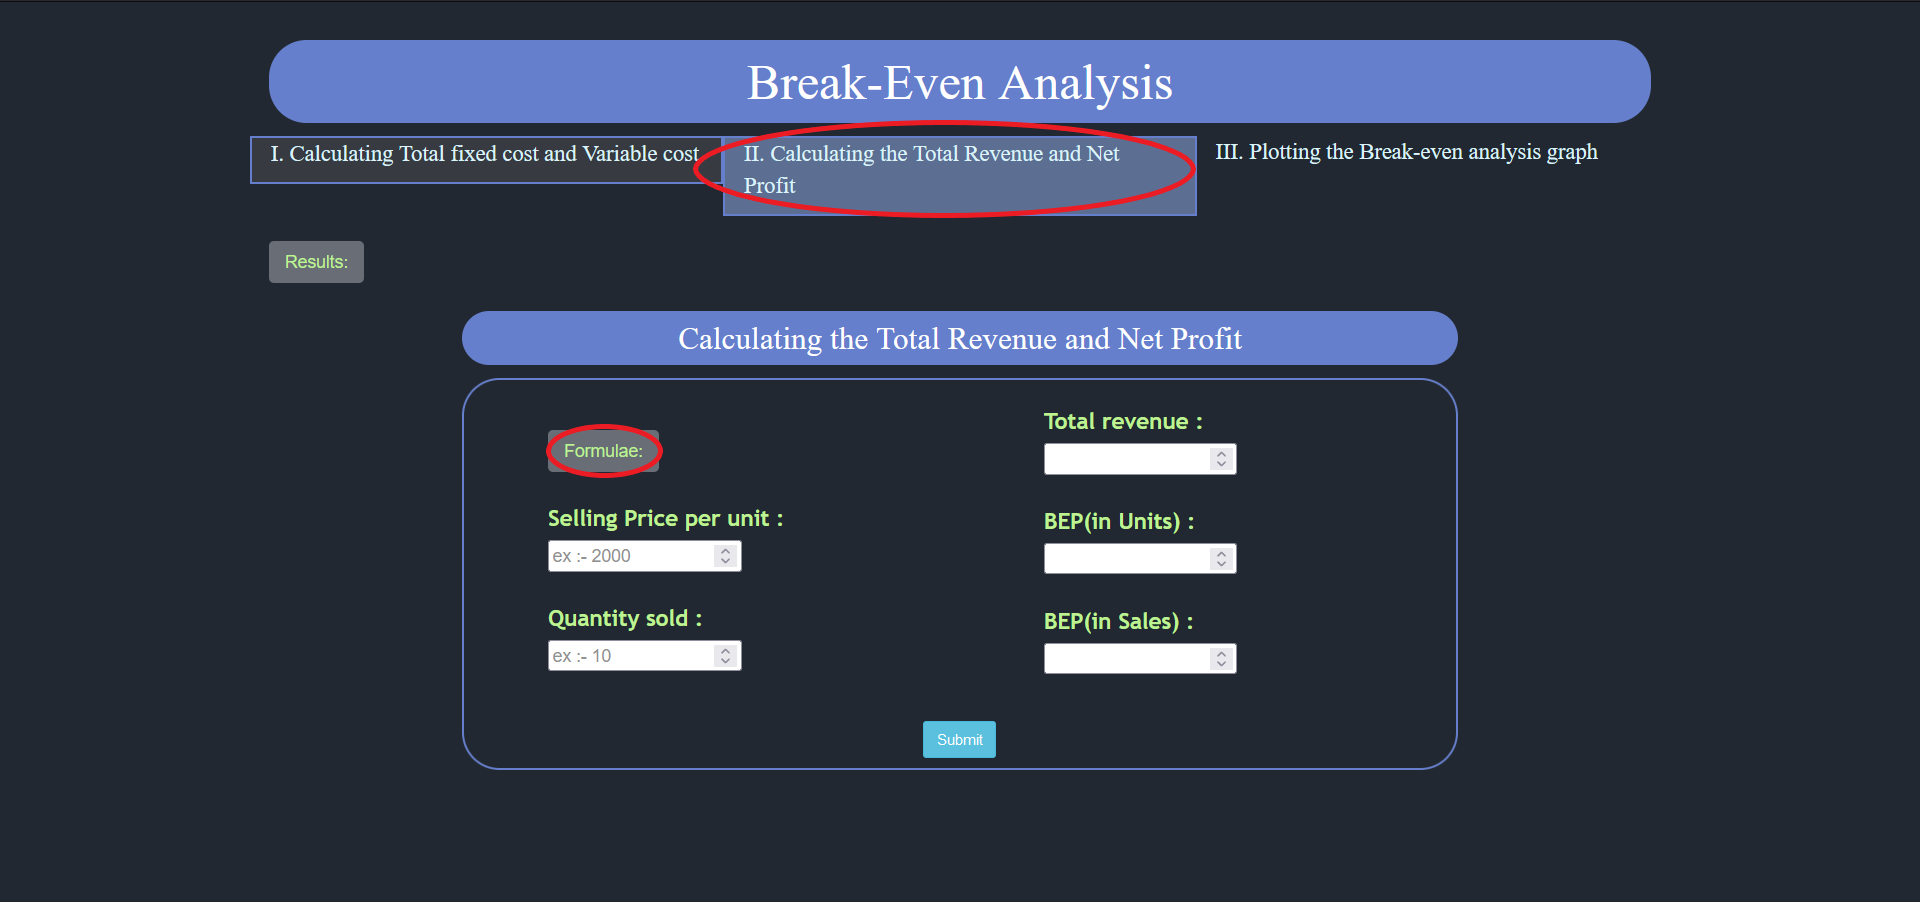 Break-Even Analysis
I. Calculating Total fixed cost and Variable cost
II. Calculating the Total Revenue and Net
Profit
III. Plotting the Break-even analysis graph
Results:
Calculating the Total Revenue and Net Profit
Formulae:
Selling Price per unit :
ex :- 2000
Quantity sold :
ex :- 10
Total revenue :
BEP(in Units) :
BEP(in Sales) :
Submit